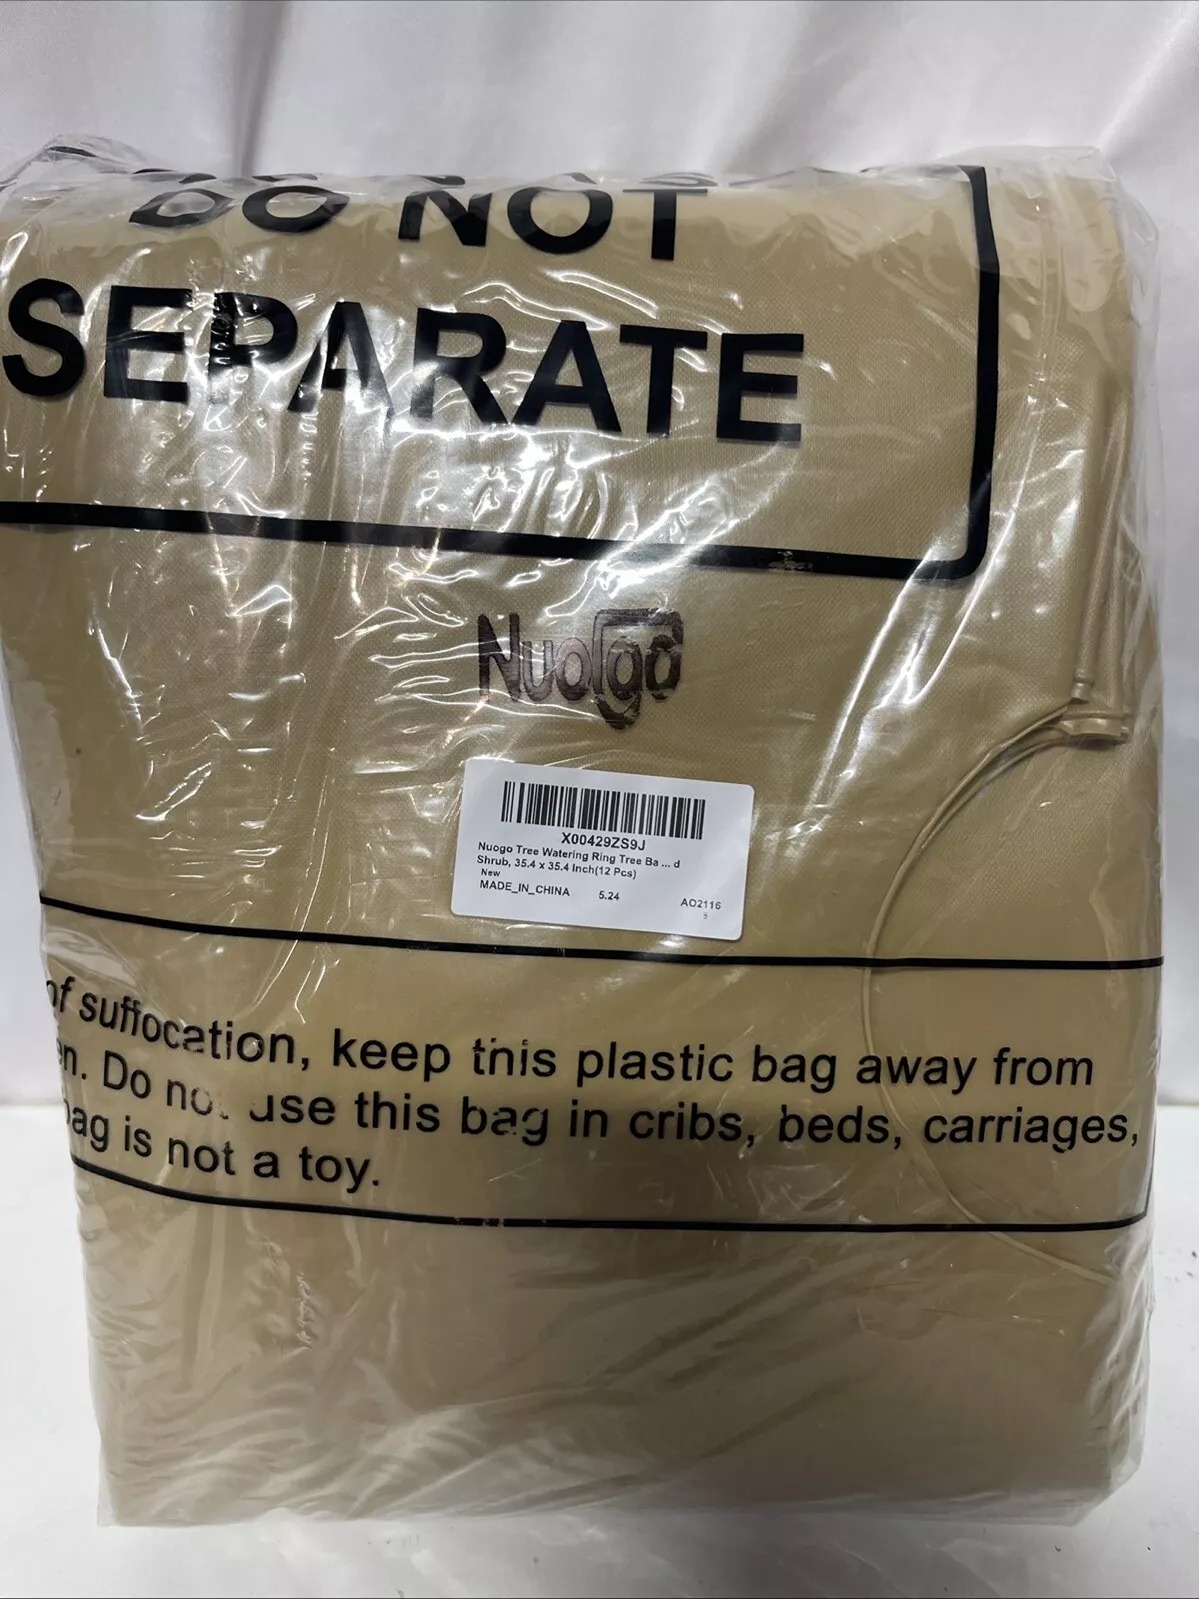 DO NOT
SEPARATE
Nuogo
X00429ZS9J
Nuogo Tree Watering Ring Tree Ba ... d
Shrub, 35.4 x 35.4 Inch(12 Pcs)
New
MADE_IN_CHINA 5.24 AO2116
of suffocation, keep this plastic bag away from
en. Do not use this bag in cribs, beds, carriages,
bag is not a toy.